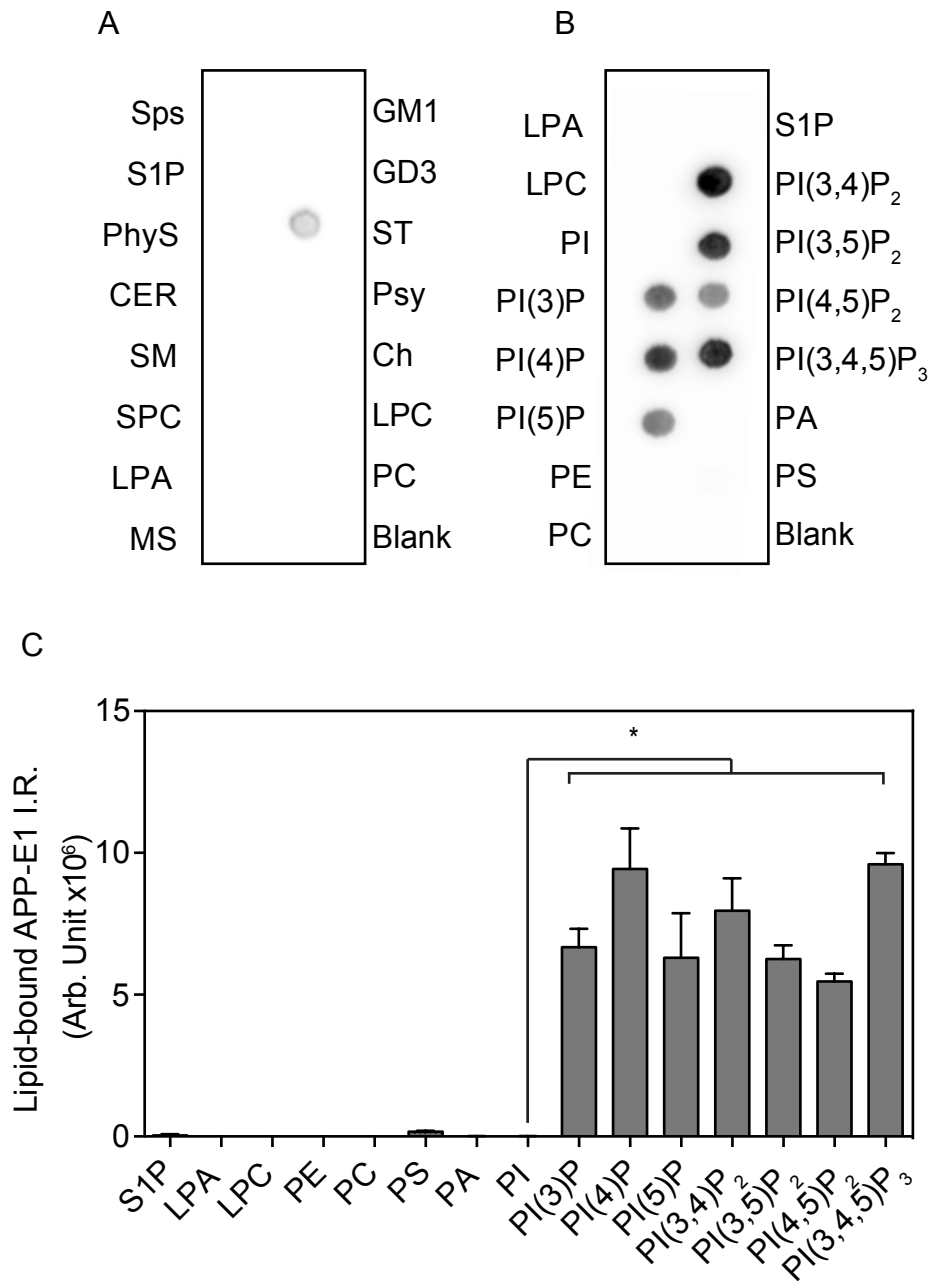 A
B
Sps
GM1
S1P
GD3
PhyS
ST
CER
Psy
SM
Ch
SPC
LPC
LPA
PC
MS
Blank
LPA
S1P
LPC
PI(3,4)P2
PI
PI(3,5)P2
PI(3)P
PI(4,5)P2
PI(4)P
PI(3,4,5)P3
PI(5)P
PA
PE
PS
PC
Blank
C
Lipid-bound APP-E1 I.R.
(Arb. Unit x10⁶)
15
10
5
0
*
S1P
LPA
LPC
PE
PC
PS
PA
PI
PI(3)P
PI(4)P
PI(5)P
PI(3,4)P2
PI(3,5)P2
PI(4,5)P2
PI(3,4,5)P3